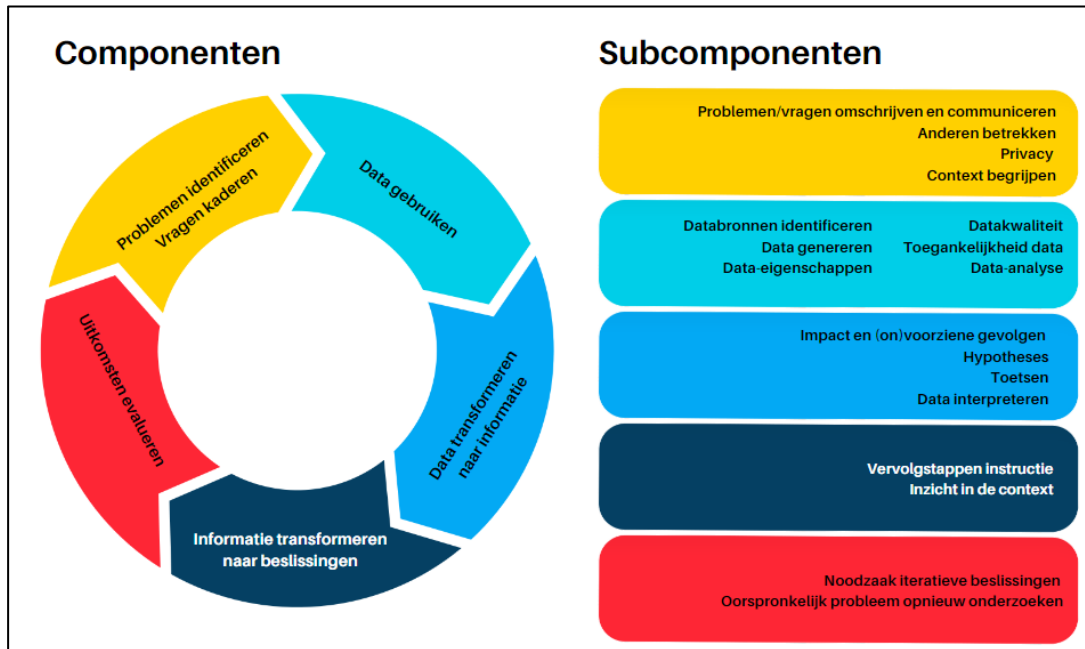 Componenten
Problemen identificeren
Vragen kaderen
Data gebruiken
Data transformeren
naar informatie
Informatie transformeren
naar beslissingen
Uitkomsten evalueren
Subcomponenten
Problemen/vragen omschrijven en communiceren
Anderen betrekken
Privacy
Context begrijpen
Databronnen identificeren
Data genereren
Data-eigenschappen
Datakwaliteit
Toegankelijkheid data
Data-analyse
Impact en (on)voorziene gevolgen
Hypotheses
Toetsen
Data interpreteren
Vervolgstappen instructie
Inzicht in de context
Noodzaak iteratieve beslissingen
Oorspronkelijk probleem opnieuw onderzoeken